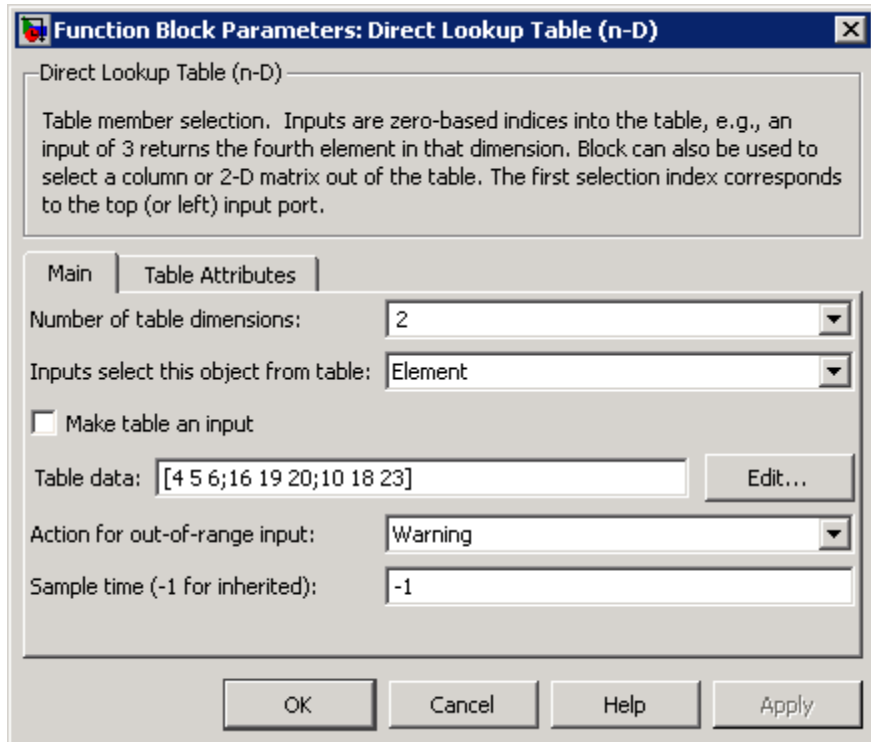 Function Block Parameters: Direct Lookup Table (n-D)
Direct Lookup Table (n-D)
Table member selection.  Inputs are zero-based indices into the table, e.g., an
input of 3 returns the fourth element in that dimension. Block can also be used to
select a column or 2-D matrix out of the table. The first selection index corresponds
to the top (or left) input port.
Main Table Attributes
Number of table dimensions: 2
Inputs select this object from table: Element
Make table an input
Table data: [4 5 6;16 19 20;10 18 23] Edit...
Action for out-of-range input: Warning
Sample time (-1 for inherited): -1
OK Cancel Help Apply